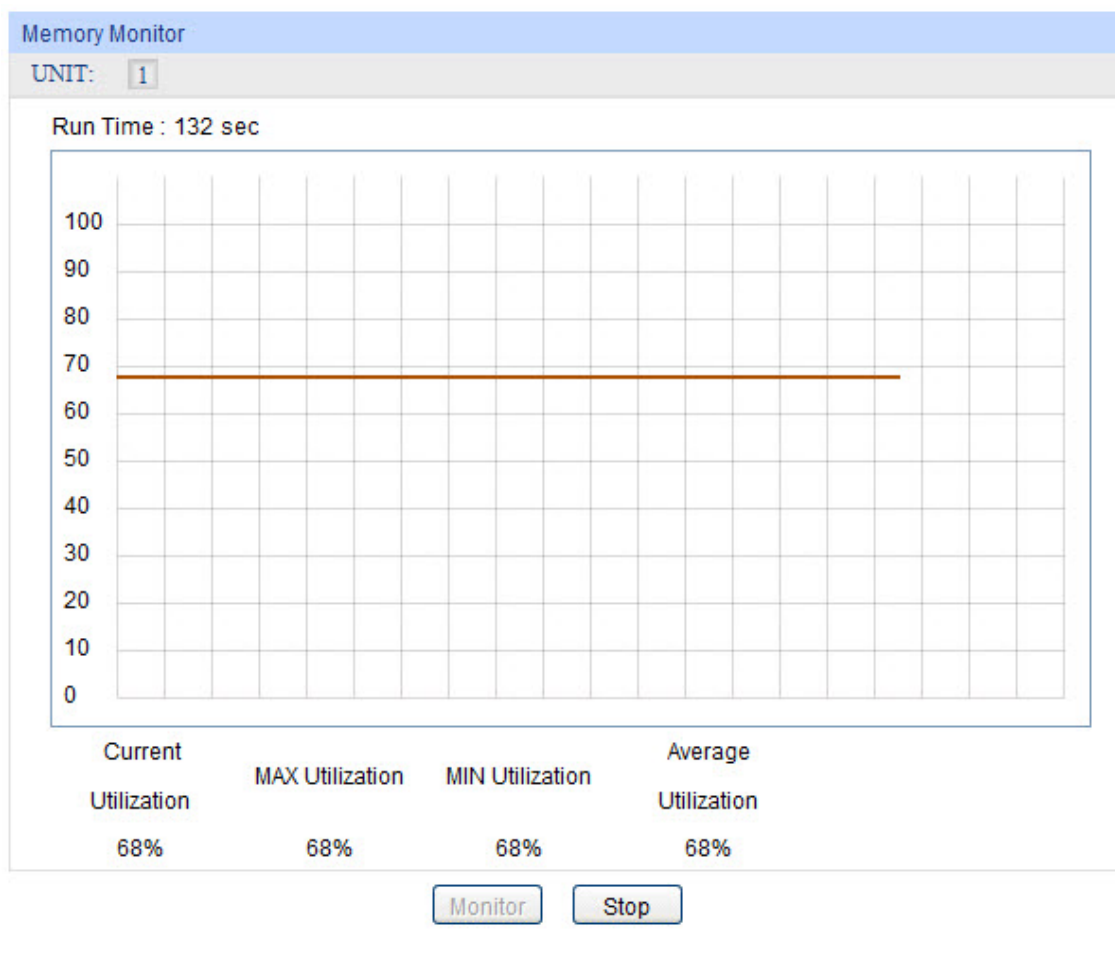 Memory Monitor
UNIT: 1
Run Time : 132 sec
100
90
80
70
60
50
40
30
20
10
0
Current Utilization MAX Utilization MIN Utilization Average Utilization
68% 68% 68% 68%
Monitor Stop